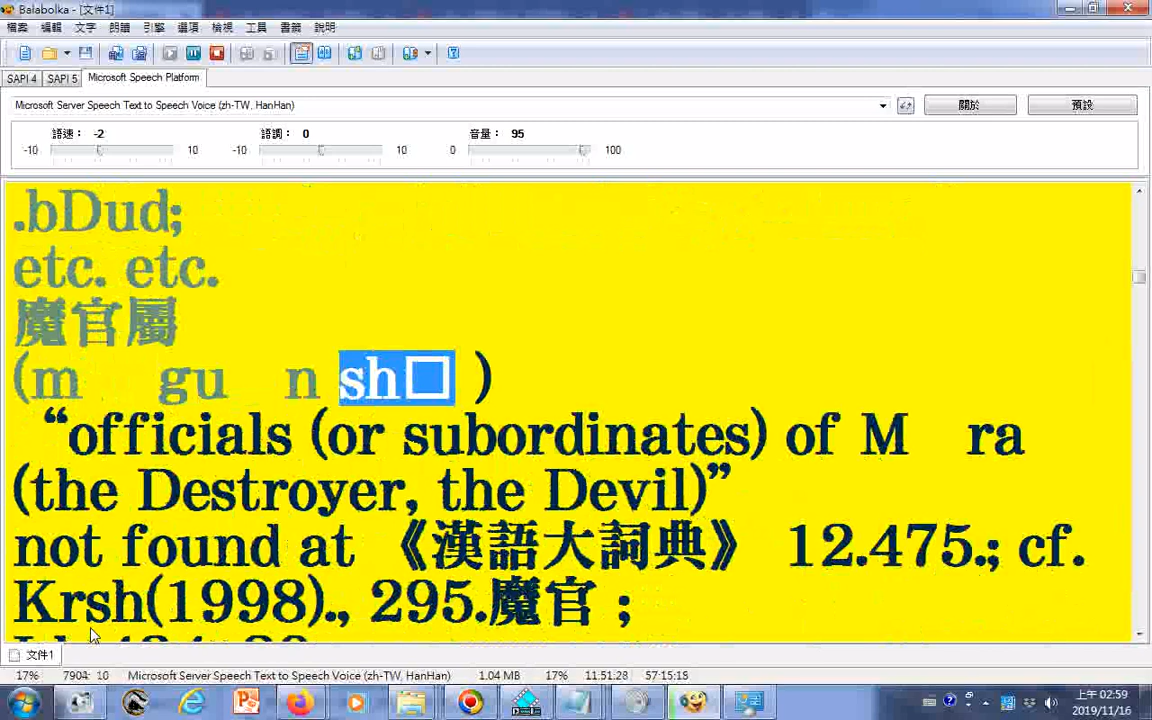 Balabolka - [文件1]
檔案 編輯 文字 朗讀 引擎 選項 檢視 工具 書籤 說明
SAPI 4 SAPI 5 Microsoft Speech Platform
Microsoft Server Speech Text to Speech Voice (zh-TW, HanHan) 關於 預設
語速： -2 語調： 0 音量： 95
-10 10 -10 10 0 100
.bDud;
etc. etc.
魔官屬
(m gu n sh□ )
“officials (or subordinates) of M ra
(the Destroyer, the Devil)”
not found at 《漢語大詞典》 12.475.; cf.
Krsh(1998)., 295.魔官；
文件1
17% 7904: 10 Microsoft Server Speech Text to Speech Voice (zh-TW, HanHan) 1.04 MB 17% 11:51:28 57:15:18
上午 02:59
2019/11/16